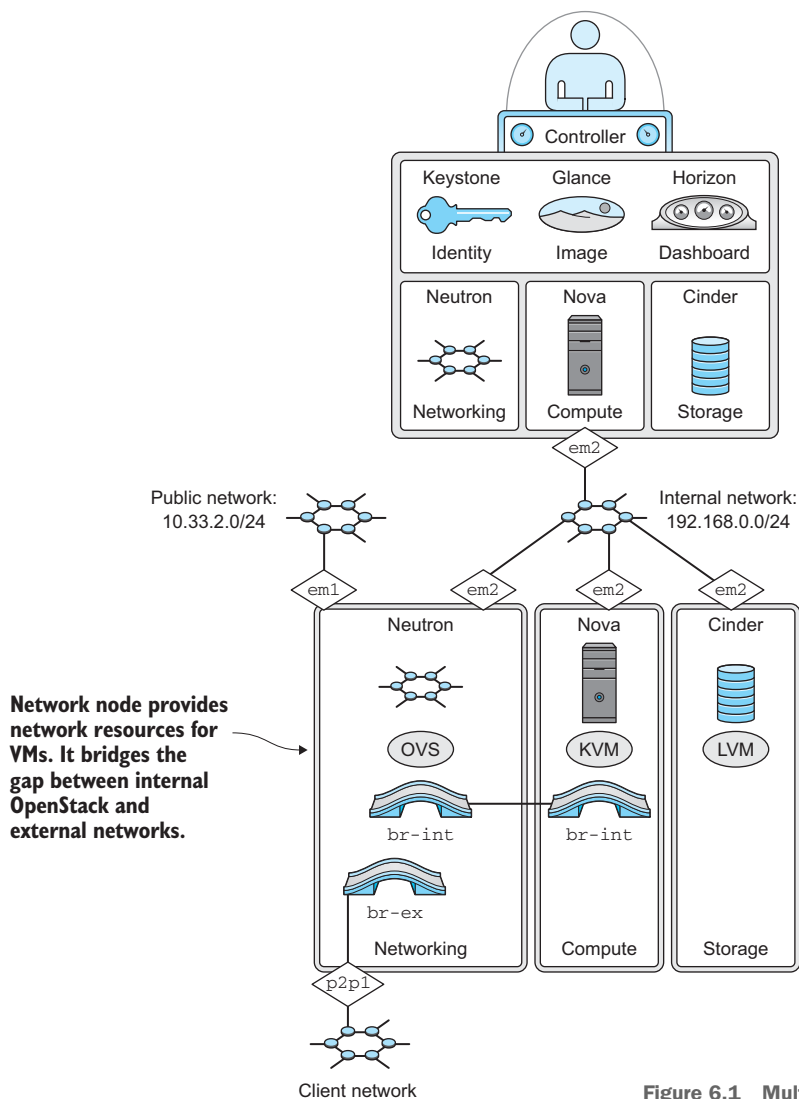 Controller
Keystone Glance Horizon
Identity Image Dashboard
Neutron Nova Cinder
Networking Compute Storage
em2
Public network:
10.33.2.0/24
Internal network:
192.168.0.0/24
em1 em2 em2 em2
Neutron Nova Cinder
Network node provides
network resources for
VMs. It bridges the
gap between internal
OpenStack and
external networks.
OVS KVM LVM
br-int br-int
br-ex
Networking Compute Storage
p2p1
Client network
Figure 6.1 Mult